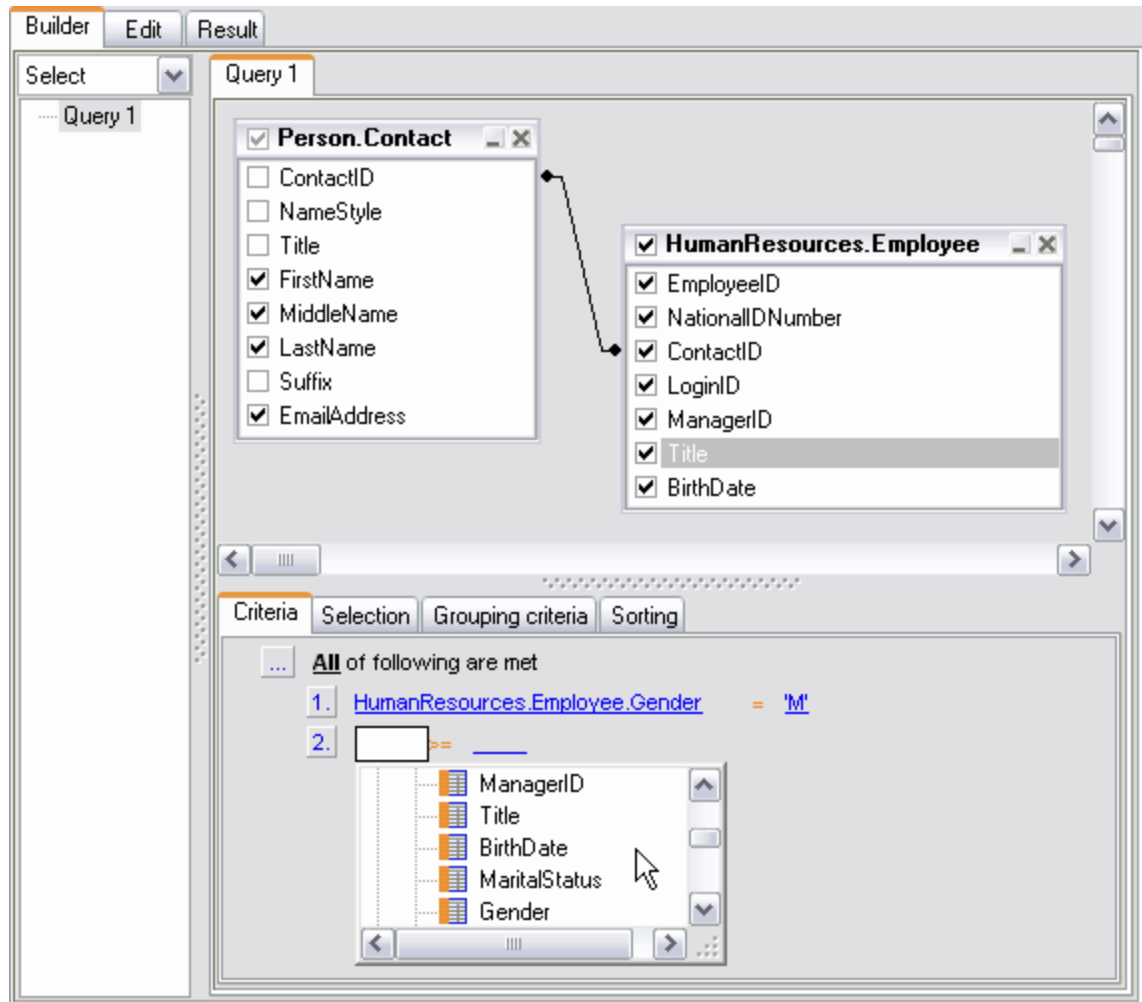 Builder Edit Result
Select
Query 1
Query 1
Person.Contact
ContactID
NameStyle
Title
FirstName
MiddleName
LastName
Suffix
EmailAddress
HumanResources.Employee
EmployeeID
NationalIDNumber
ContactID
LoginID
ManagerID
Title
BirthDate
Criteria Selection Grouping criteria Sorting
... All of following are met
1. HumanResources.Employee.Gender = 'M'
2. >=
ManagerID
Title
BirthDate
MaritalStatus
Gender